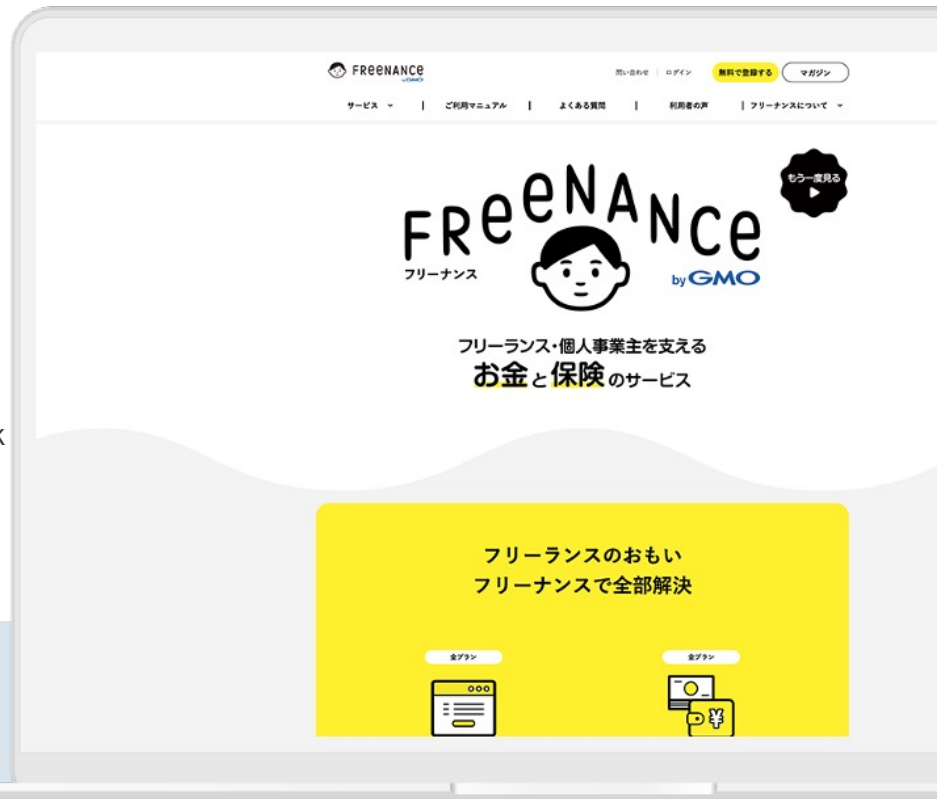 FReeNANCe
by GMO
問い合わせ | ログイン 無料で登録する マガジン
サービス | ご利用マニュアル | よくある質問 | 利用者の声 | フリーナンスについて
もう一度見る
FReeNANCe
フリーナンス
by GMO
フリーランス・個人事業主を支える
お金と保険のサービス
k
フリーランスのおもい
フリーナンスで全部解決
全プラン 全プラン
¥